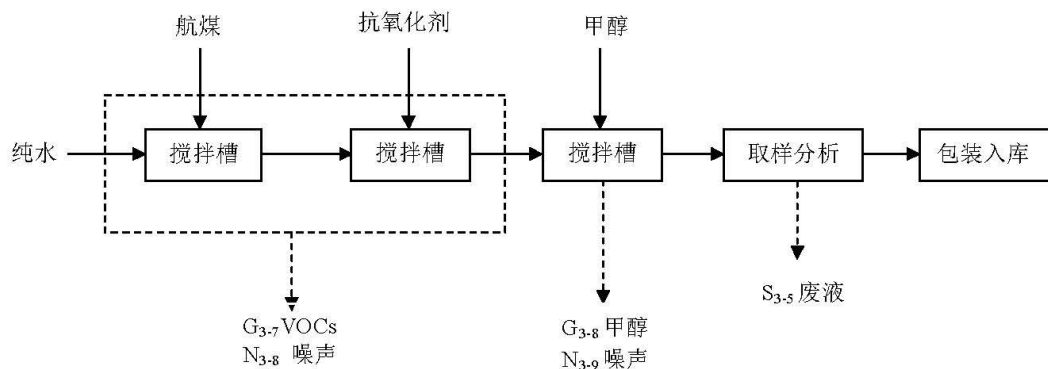 航煤
抗氧化剂
甲醇
纯水
搅拌槽
搅拌槽
搅拌槽
取样分析
包装入库
G3-7VOCs
N3-8 噪声
G3-8 甲醇
N3-9 噪声
S3-5 废液